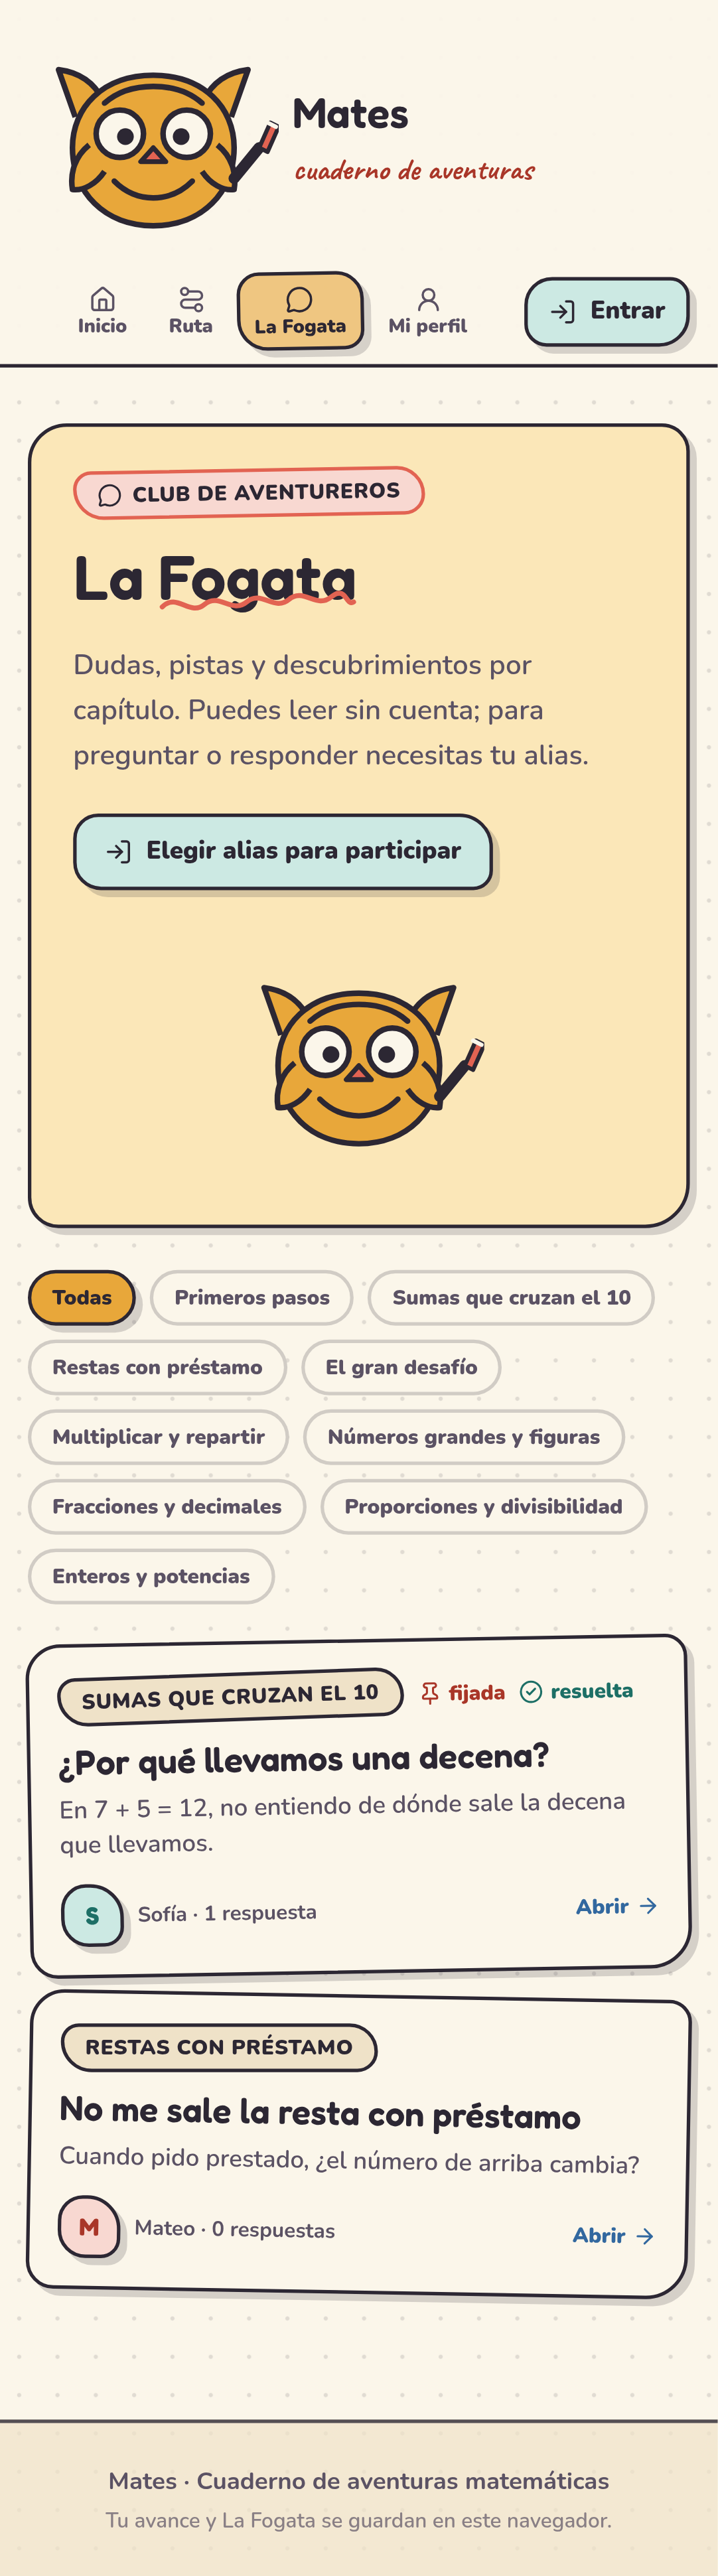 Mates
cuaderno de aventuras
Inicio
Ruta
La Fogata
Mi perfil
Entrar
CLUB DE AVENTUREROS
La Fogata
Dudas, pistas y descubrimientos por
capítulo. Puedes leer sin cuenta; para
preguntar o responder necesitas tu alias.
Elegir alias para participar
Todas
Primeros pasos
Sumas que cruzan el 10
Restas con préstamo
El gran desafío
Multiplicar y repartir
Números grandes y figuras
Fracciones y decimales
Proporciones y divisibilidad
Enteros y potencias
SUMAS QUE CRUZAN EL 10
fijada
resuelta
¿Por qué llevamos una decena?
En 7 + 5 = 12, no entiendo de dónde sale la decena
que llevamos.
S
Sofía · 1 respuesta
Abrir →
RESTAS CON PRÉSTAMO
No me sale la resta con préstamo
Cuando pido prestado, ¿el número de arriba cambia?
M
Mateo · 0 respuestas
Abrir →
Mates · Cuaderno de aventuras matemáticas
Tu avance y La Fogata se guardan en este navegador.